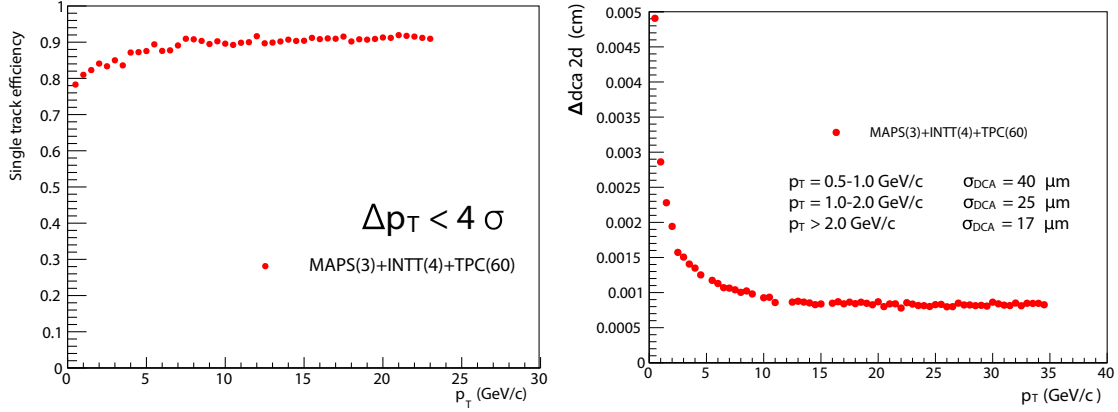 Single track efficiency
1
0.9
0.8
0.7
0.6
0.5
0.4
0.3
0.2
0.1
0
ΔpT < 4 σ
MAPS(3)+INTT(4)+TPC(60)
0 5 10 15 20 25 30
pT (GeV/c)
Δdca 2d (cm)
0.005
0.0045
0.004
0.0035
0.003
0.0025
0.002
0.0015
0.001
0.0005
0
MAPS(3)+INTT(4)+TPC(60)
pT = 0.5-1.0 GeV/c σDCA = 40 μm
pT = 1.0-2.0 GeV/c σDCA = 25 μm
pT > 2.0 GeV/c σDCA = 17 μm
0 5 10 15 20 25 30 35 40
pT (GeV/c)